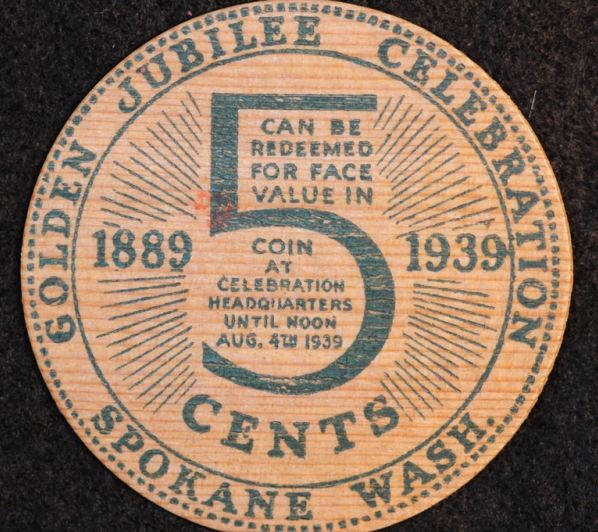 GOLDEN JUBILEE CELEBRATION
5
CAN BE
REDEEMED
FOR FACE
VALUE IN
1889
1939
COIN
AT
CELEBRATION
HEADQUARTERS
UNTIL NOON
AUG. 4TH 1939
CENTS
SPOKANE WASH.